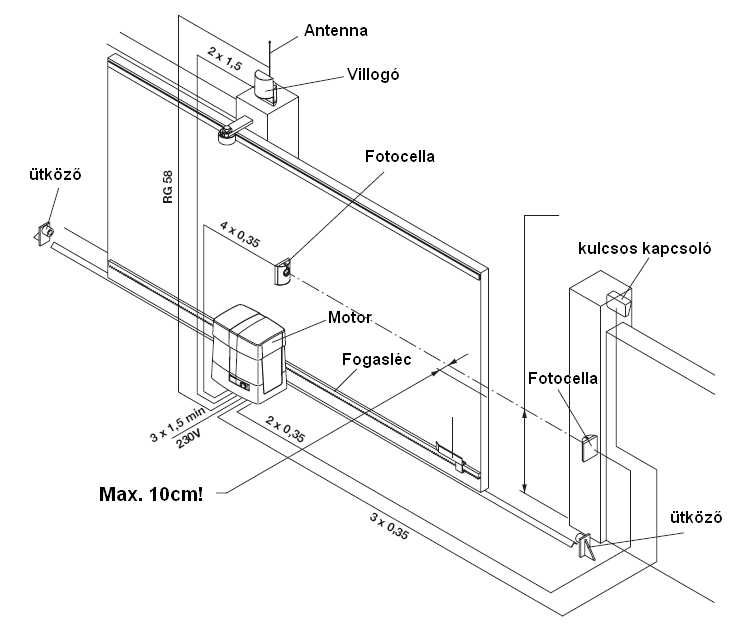 Antenna
2 x 1,5
Villogó
Fotocella
ütköző
RG 58
4 x 0,35
kulcsos kapcsoló
Motor
Fogasléc
Fotocella
3 x 1,5 min
230V
2 x 0,35
Max. 10cm!
3 x 0,35
ütköző